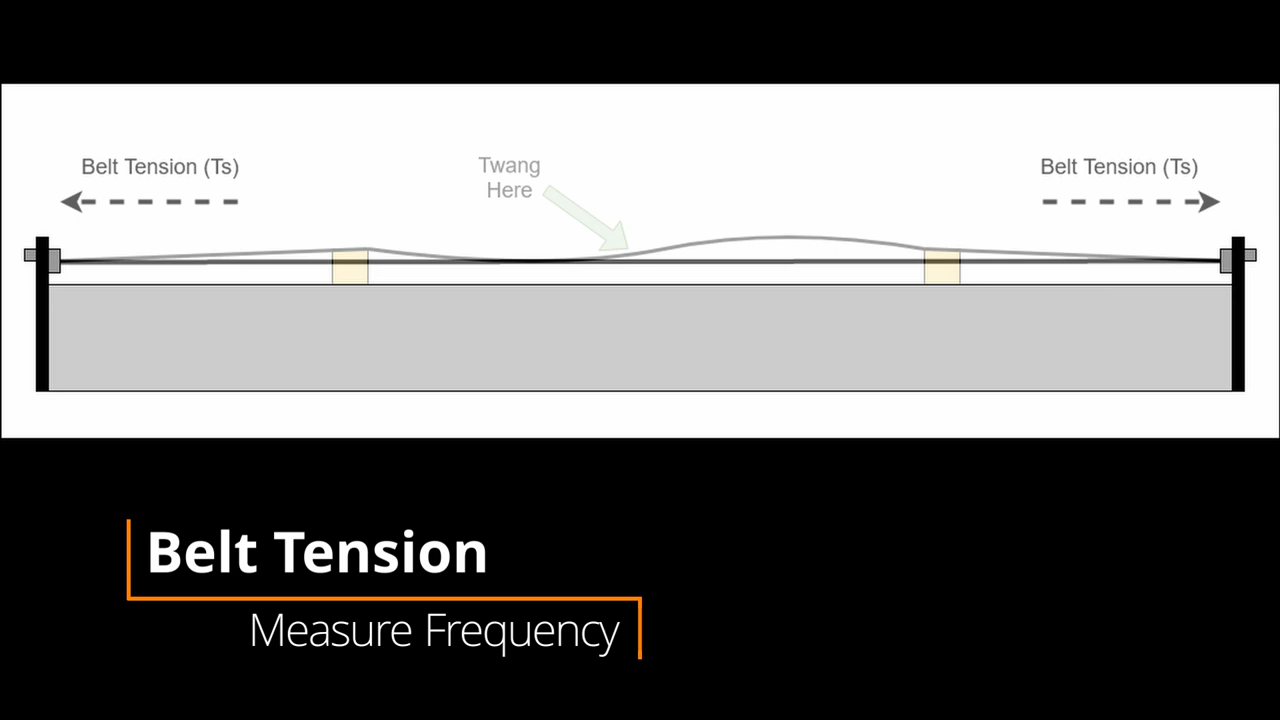 Belt Tension (Ts)
Twang
Here
Belt Tension (Ts)
Belt Tension
Measure Frequency